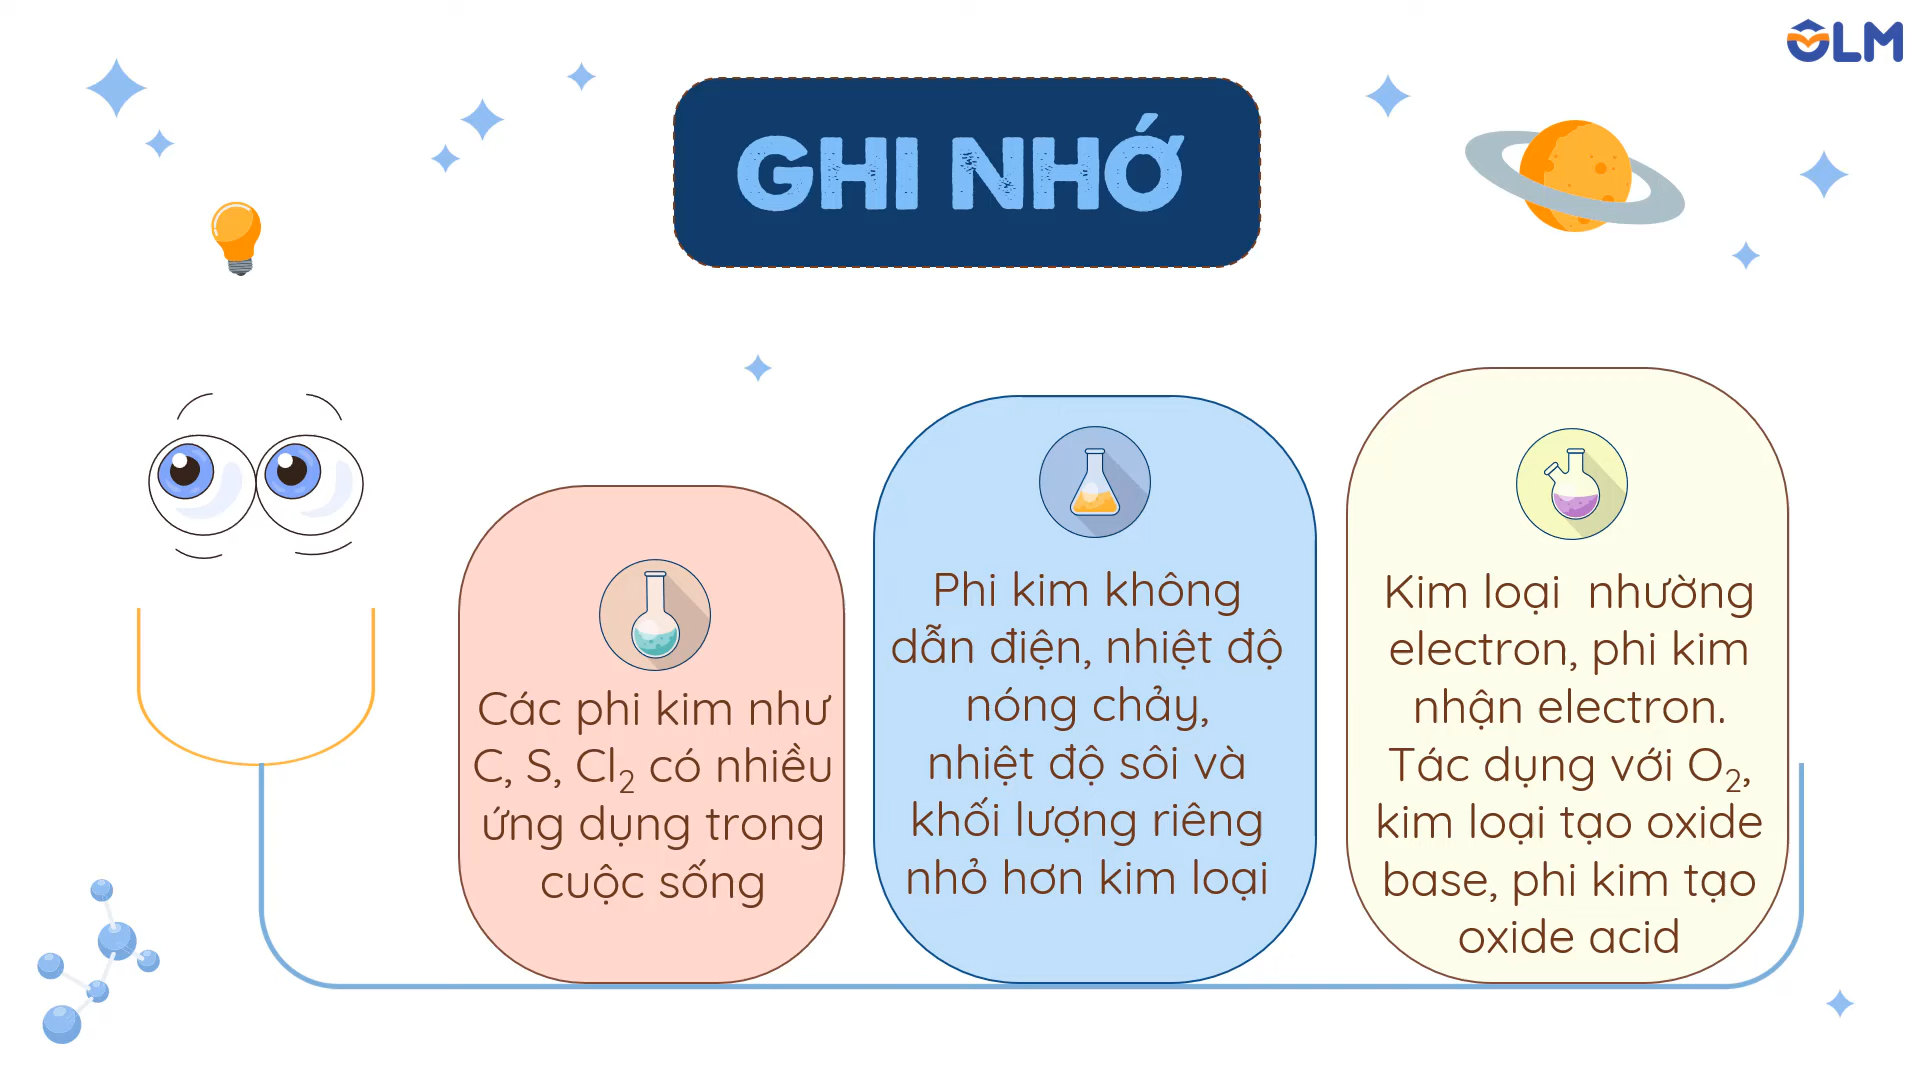 OLM
GHI NHỚ
Các phi kim như
C, S, Cl₂ có nhiều
ứng dụng trong
cuộc sống
Phi kim không
dẫn điện, nhiệt độ
nóng chảy,
nhiệt độ sôi và
khối lượng riêng
nhỏ hơn kim loại
Kim loại nhường
electron, phi kim
nhận electron.
Tác dụng với O₂,
kim loại tạo oxide
base, phi kim tạo
oxide acid